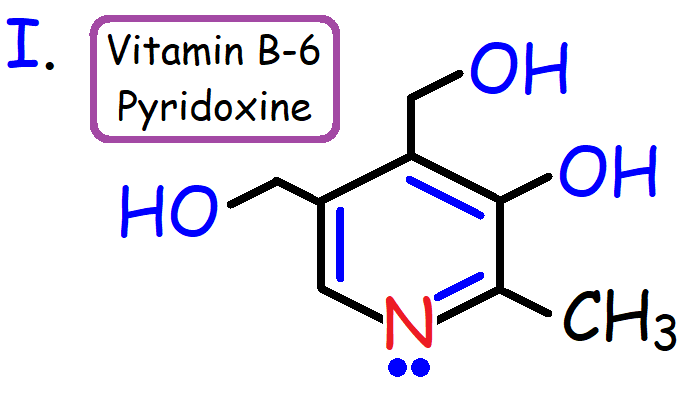 I.
Vitamin B-6
Pyridoxine
OH
OH
HO
CH₃
N